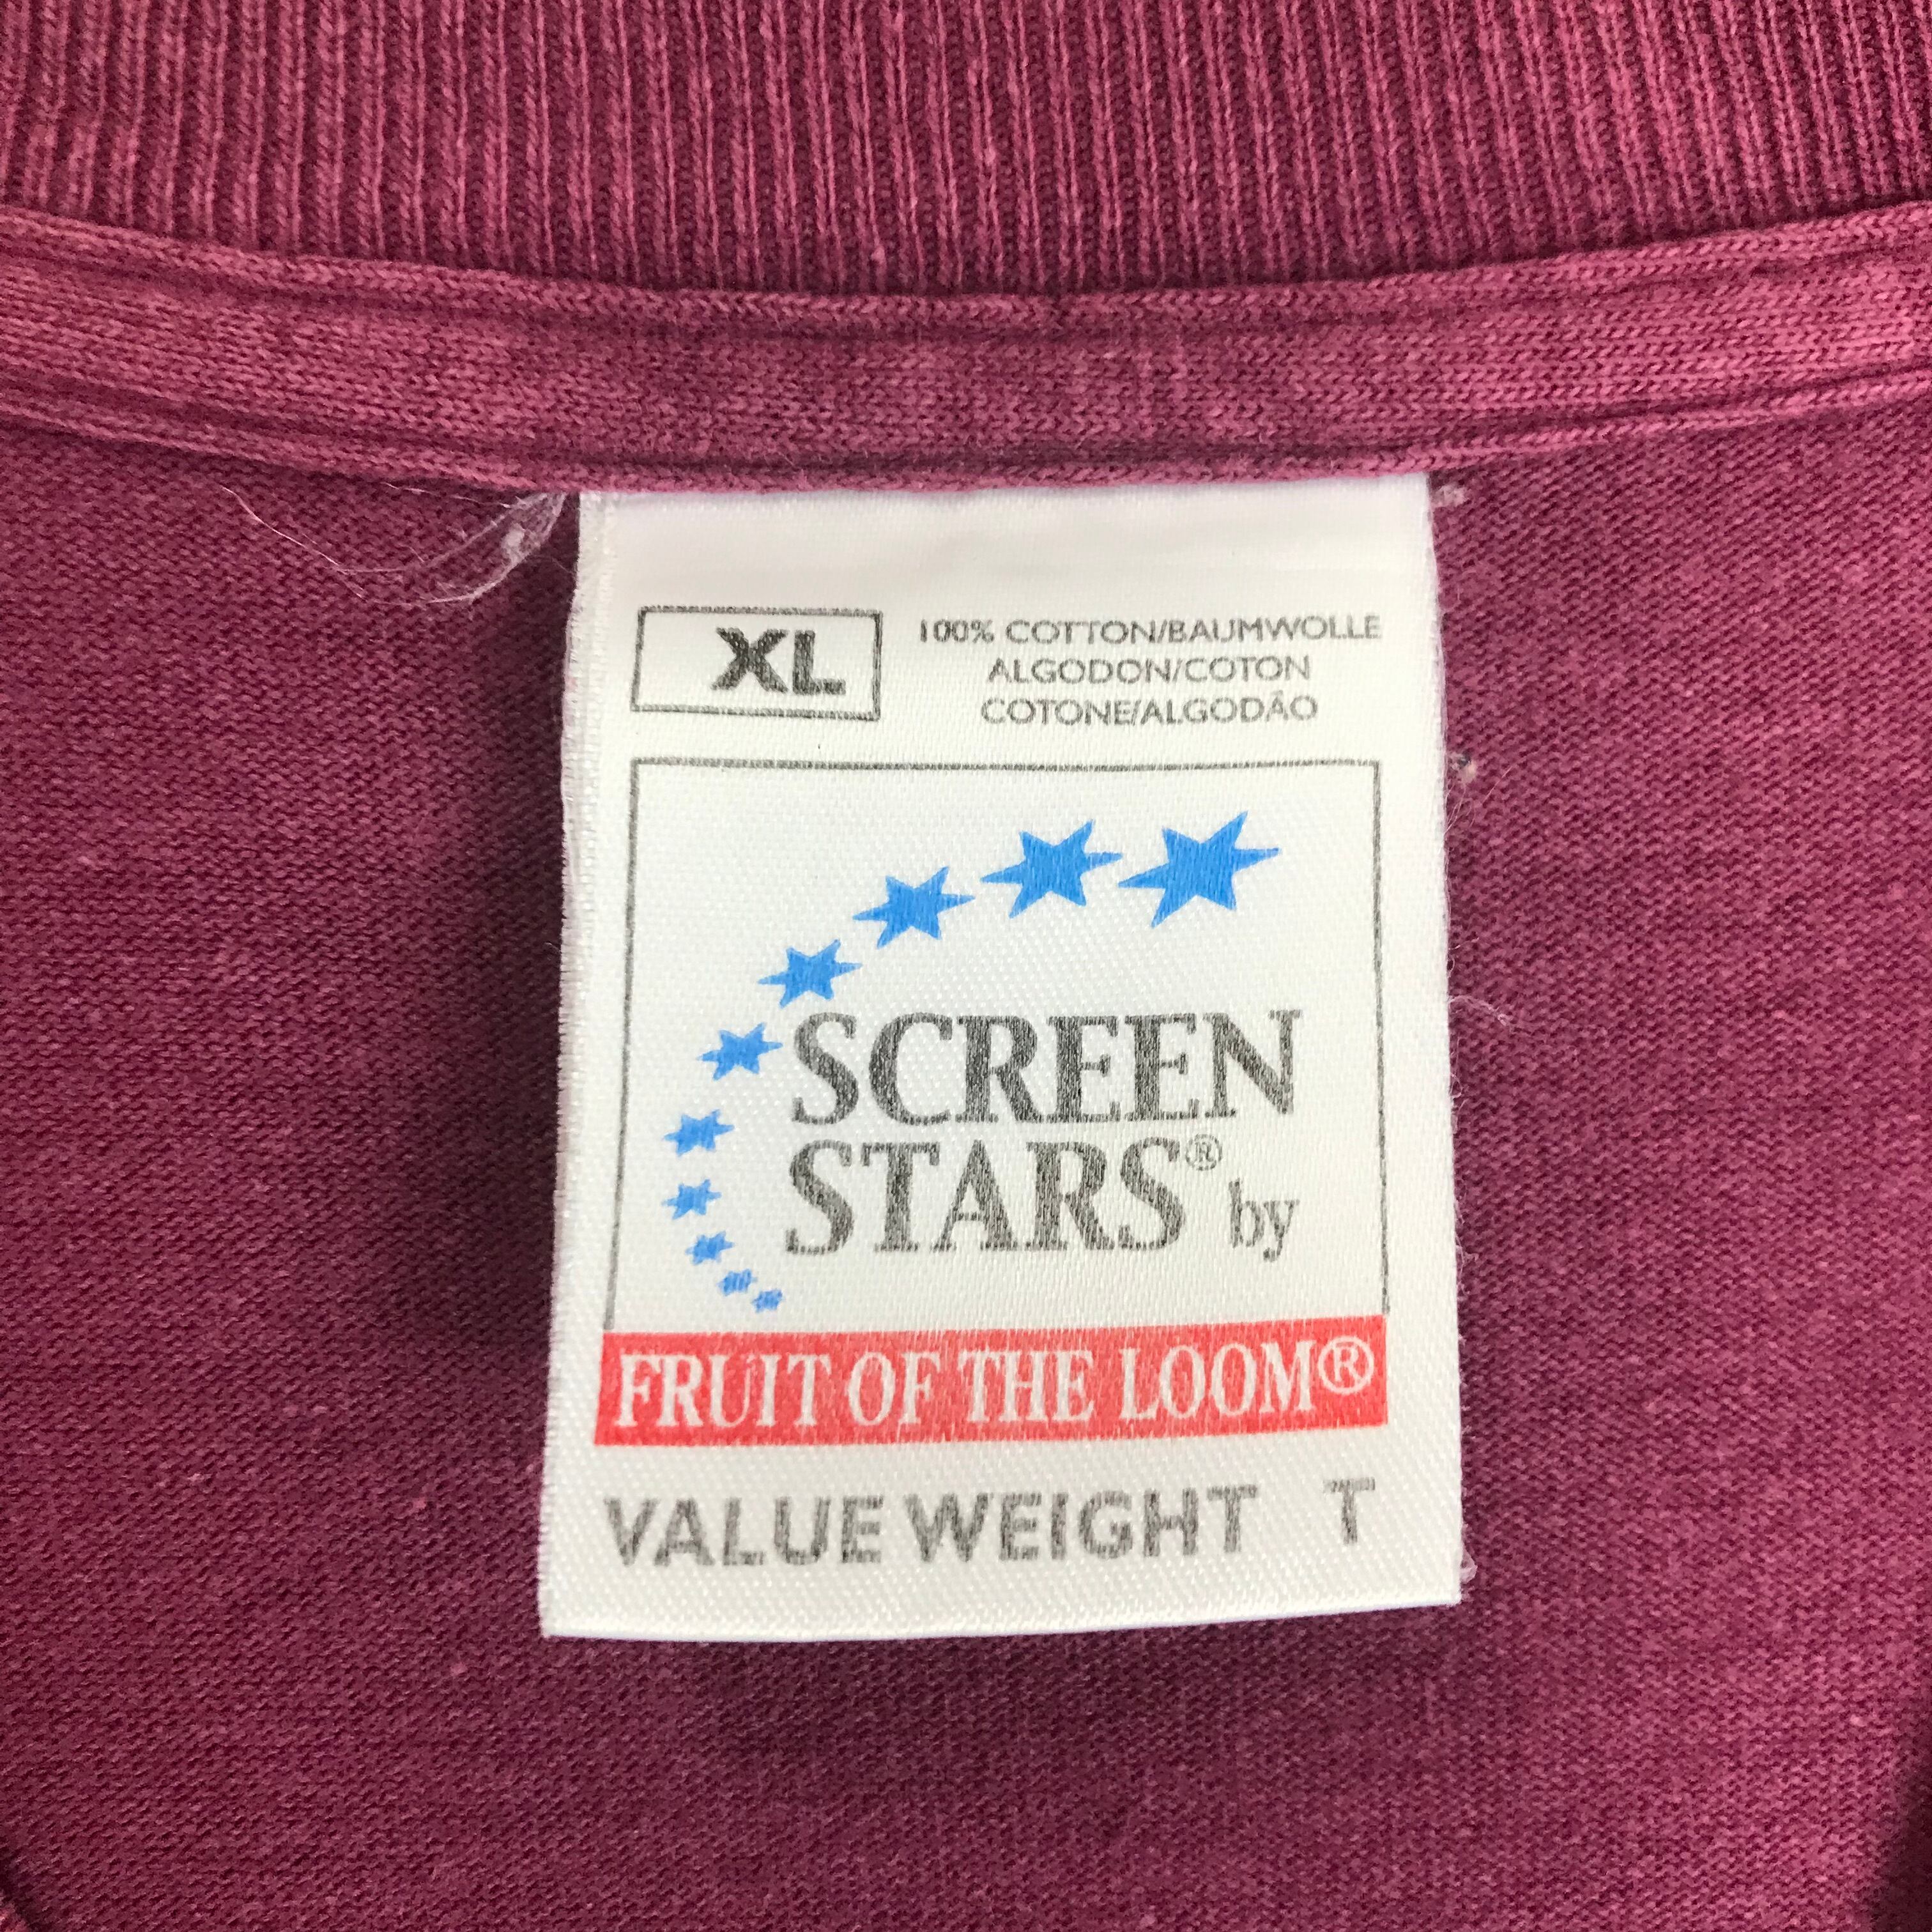 XL
100% COTTON/BAUMWOLLE
ALGODON/COTON
COTONE/ALGODÃO
SCREEN
STARS® by
FRUIT OF THE LOOM®
VALUE WEIGHT T